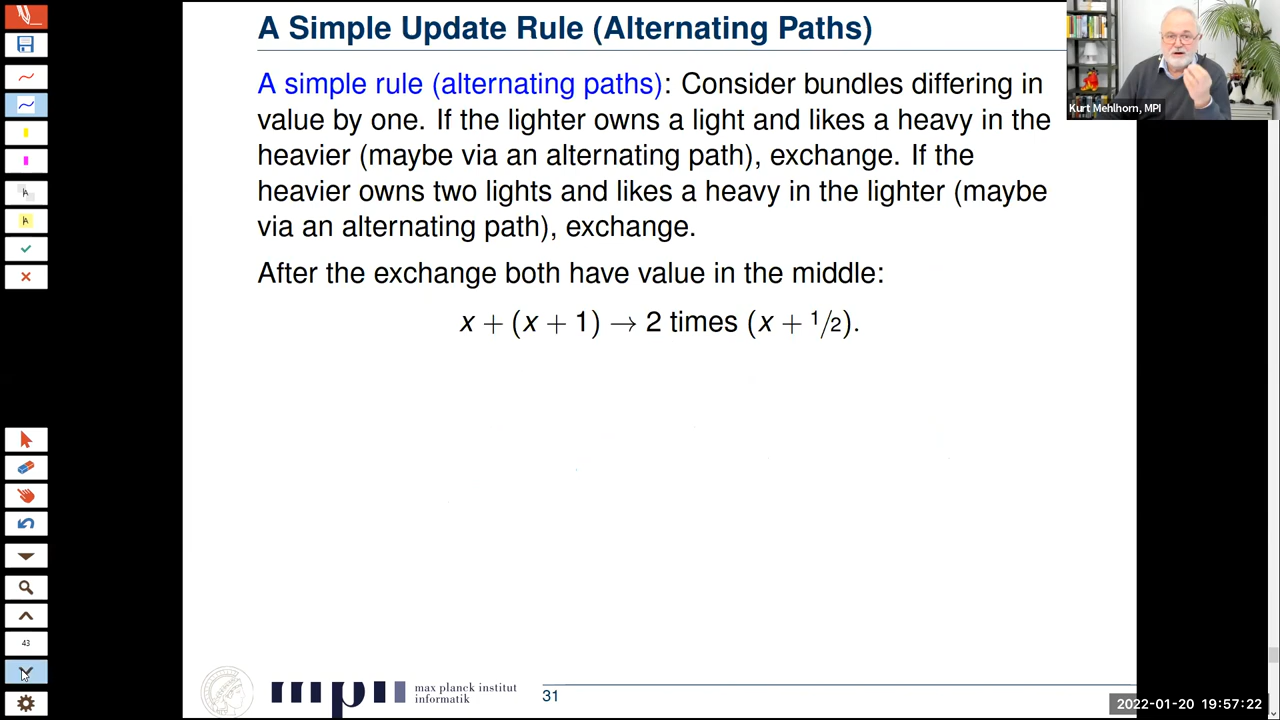 A Simple Update Rule (Alternating Paths)
A simple rule (alternating paths): Consider bundles differing in
value by one. If the lighter owns a light and likes a heavy in the
heavier (maybe via an alternating path), exchange. If the
heavier owns two lights and likes a heavy in the lighter (maybe
via an alternating path), exchange.
After the exchange both have value in the middle:
x + (x + 1) → 2 times (x + 1/2).
Kurt Mehlhorn, MPI
A
A
43
mpi
max planck institut
informatik
31
2022-01-20 19:57:22